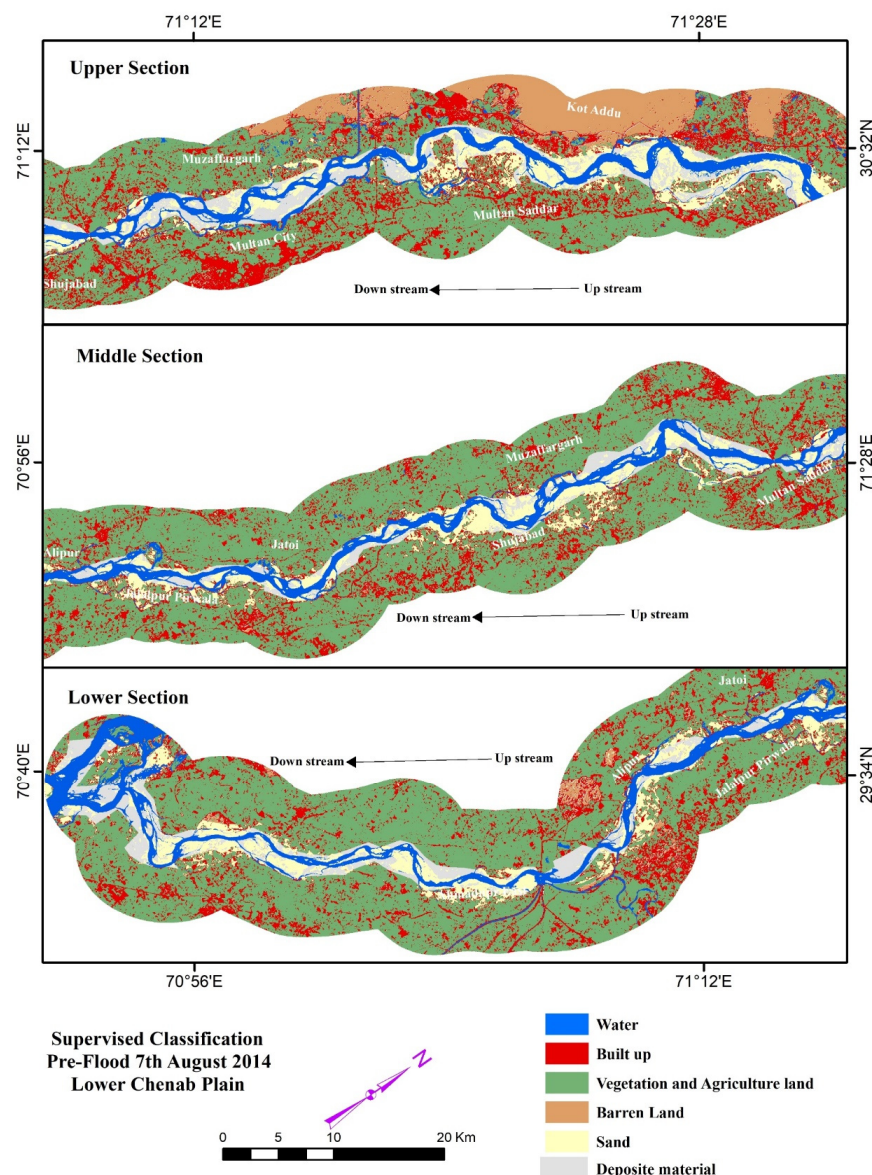 71°12'E
71°28'E
Upper Section
Kot Addu
71°12'E
30°32'N
Muzaffargarh
Multan Saddar
Multan City
Shujabad
Down stream
Up stream
Middle Section
Muzaffargarh
70°56'E
71°28'E
Multan Saddar
Shujabad
Jatoi
Alipur
Jalalpur Pirwala
Down stream
Up stream
Lower Section
Jatoi
Down stream
Up stream
Alipur
Jalalpur Pirwala
70°40'E
29°34'N
70°56'E
71°12'E
Supervised Classification
Pre-Flood 7th August 2014
Lower Chenab Plain
N
0 5 10 20 Km
Water
Built up
Vegetation and Agriculture land
Barren Land
Sand
Deposite material